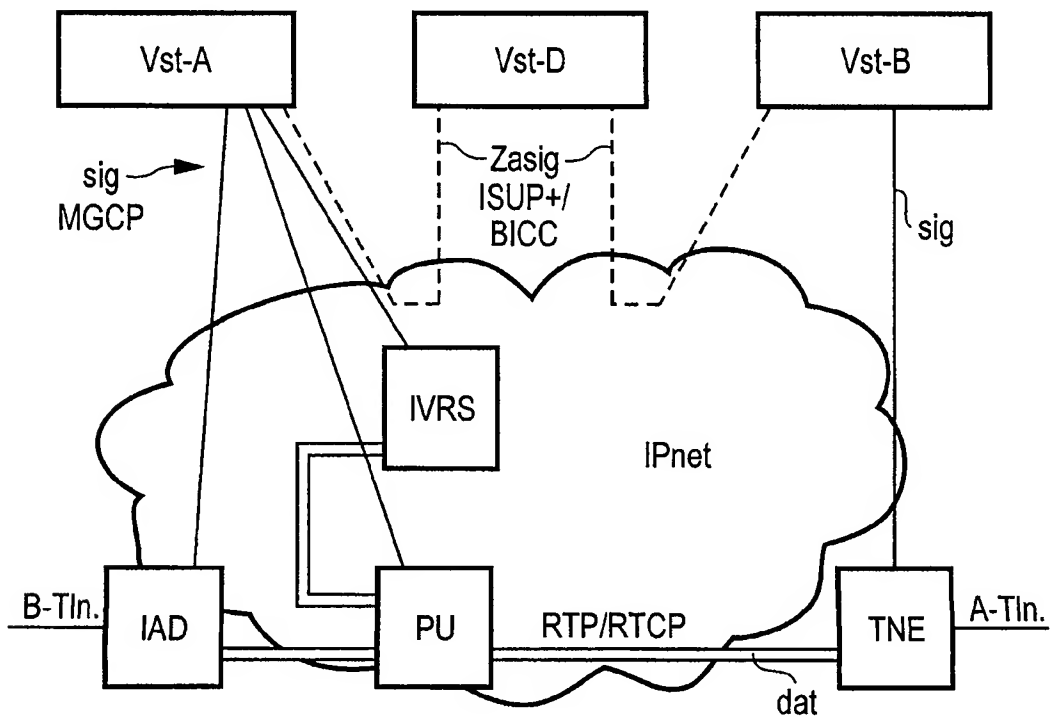 Vst-A
Vst-D
Vst-B
sig
MGCP
Zasig
ISUP+/
BICC
sig
IVRS
IPnet
B-Tln.
IAD
PU
RTP/RTCP
TNE
A-Tln.
dat